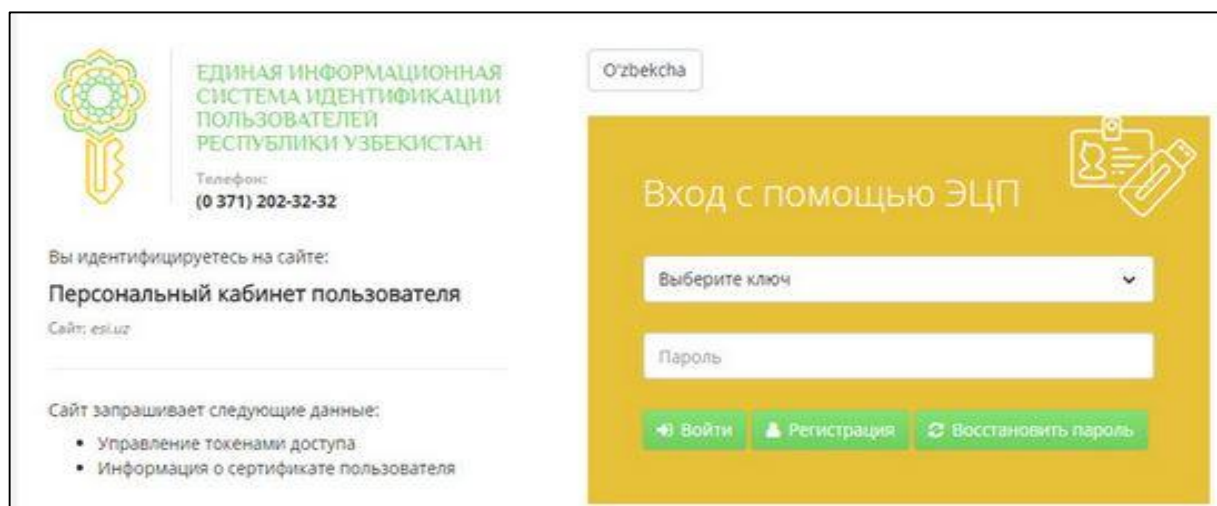 ЕДИНАЯ ИНФОРМАЦИОННАЯ
СИСТЕМА ИДЕНТИФИКАЦИИ
ПОЛЬЗОВАТЕЛЕЙ
РЕСПУБЛИКИ УЗБЕКИСТАН
Телефон:
(0 371) 202-32-32
Вы идентифицируетесь на сайте:
Персональный кабинет пользователя
Сайт: esi.uz
Сайт запрашивает следующие данные:
• Управление токенами доступа
• Информация о сертификате пользователя
O'zbekcha
Вход с помощью ЭЦП
Выберите ключ
Пароль
Войти
Регистрация
Восстановить пароль